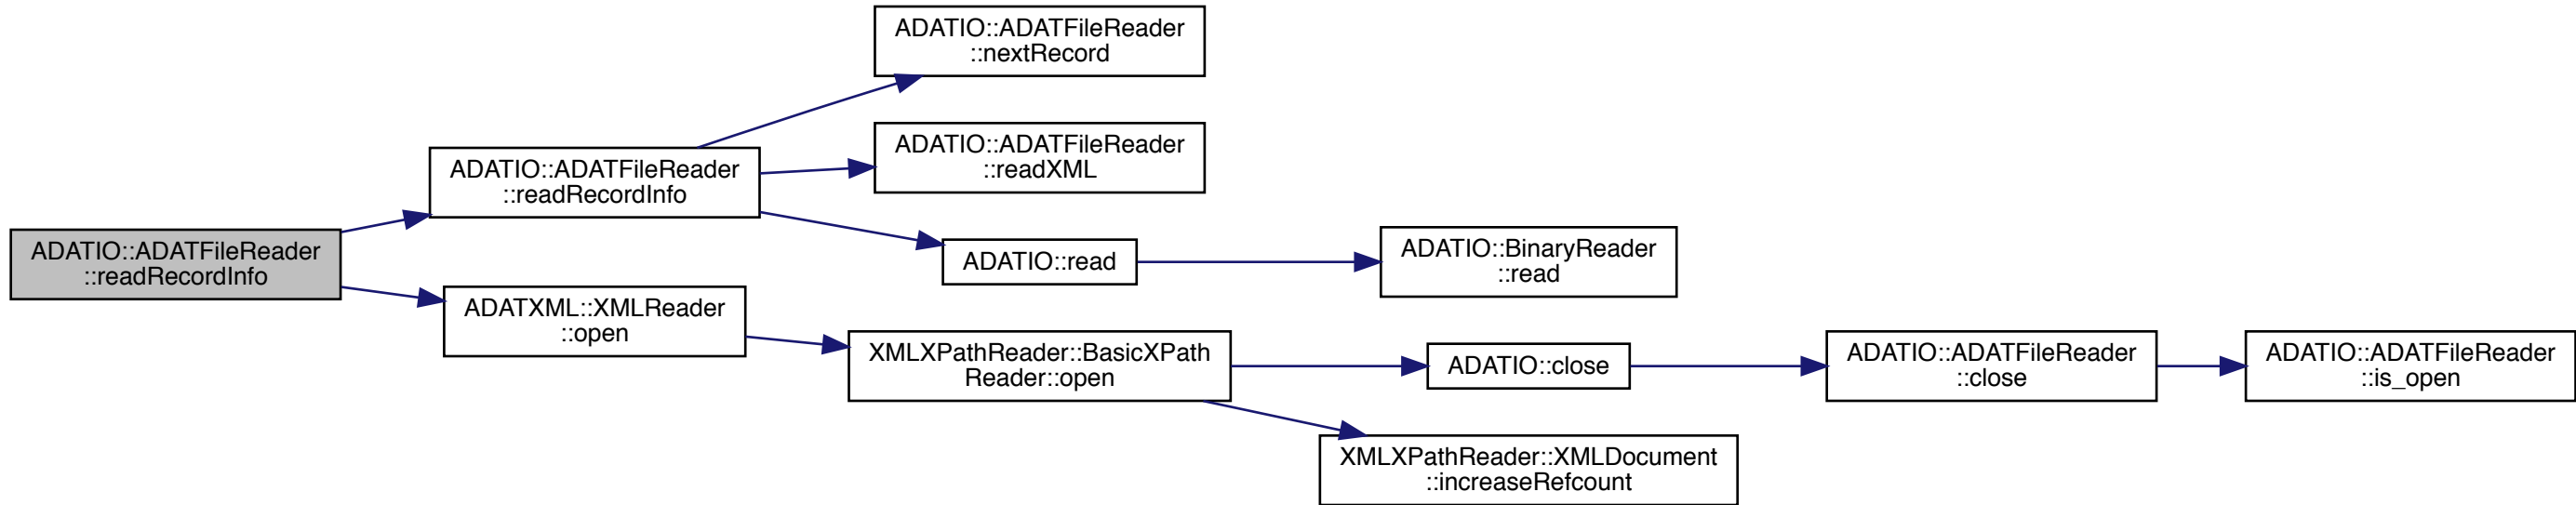 ADATIO::ADATFileReader
::readRecordInfo
ADATIO::ADATFileReader
::readRecordInfo
ADATIO::ADATFileReader
::nextRecord
ADATIO::ADATFileReader
::readXML
ADATIO::read
ADATIO::BinaryReader
::read
ADATXML::XMLReader
::open
XMLXPathReader::BasicXPath
Reader::open
ADATIO::close
ADATIO::ADATFileReader
::close
ADATIO::ADATFileReader
::is_open
XMLXPathReader::XMLDocument
::increaseRefcount